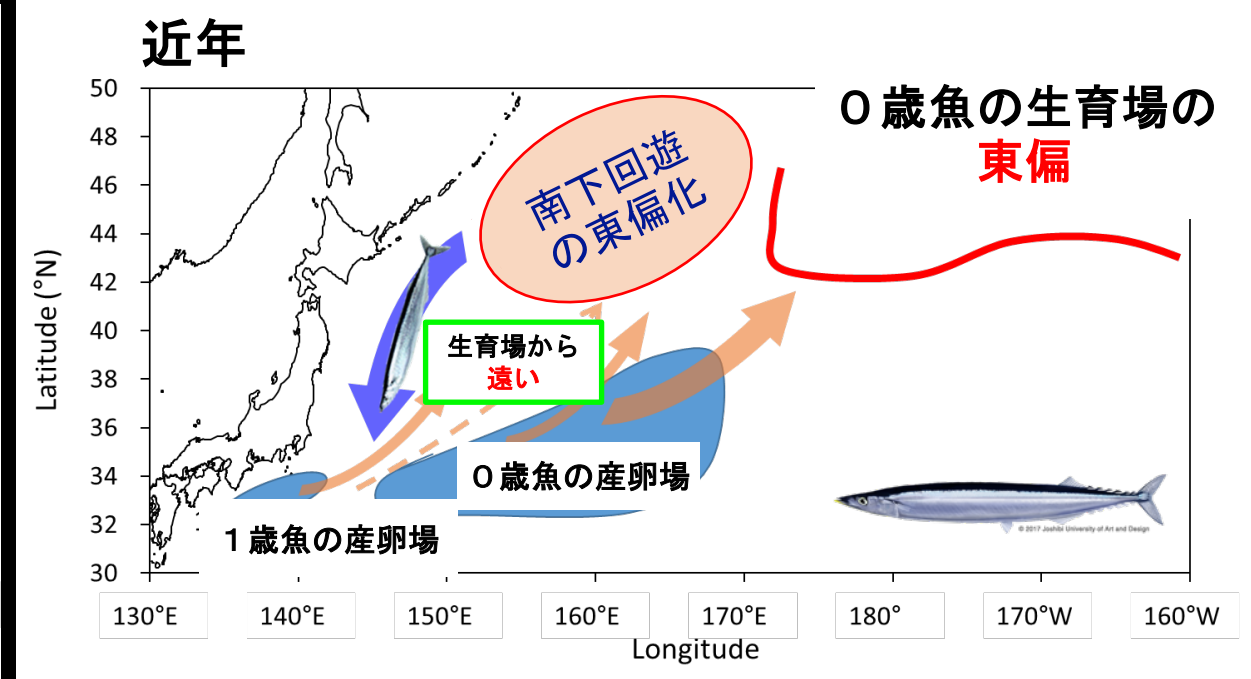 近年
０歳魚の生育場の
東偏
南下回遊
の東偏化
生育場から
遠い
０歳魚の産卵場
１歳魚の産卵場
© 2017 Joshibi University of Art and Design
Latitude (°N)
50
48
46
44
42
40
38
36
34
32
30
130°E
140°E
150°E
160°E
170°E
180°
170°W
160°W
Longitude